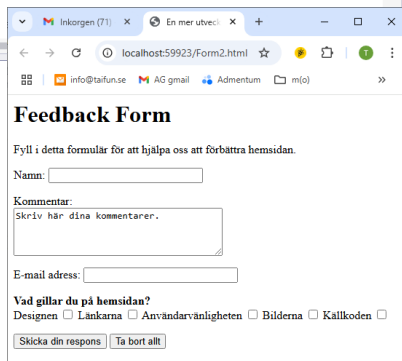 Inkorgen (71)
En mer utveck
localhost:59923/Form2.html
T
info@taifun.se
AG gmail
Admentum
m(o)
»
Feedback Form
Fyll i detta formulär för att hjälpa oss att förbättra hemsidan.
Namn:
Kommentar:
Skriv här dina kommentarer.
E-mail adress:
Vad gillar du på hemsidan?
Designen Länkarna Användarvänligheten Bilderna Källkoden
Skicka din respons Ta bort allt